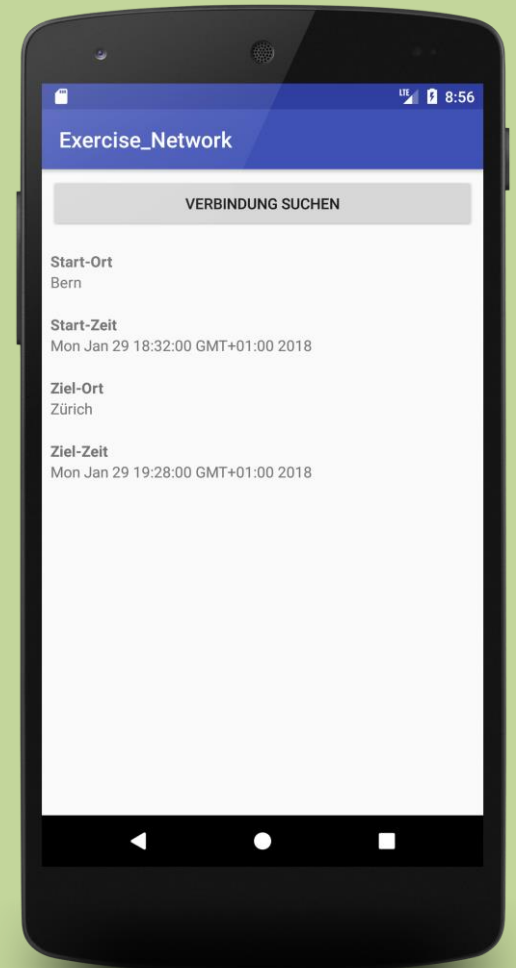 LTE 8:56
Exercise_Network
VERBINDUNG SUCHEN
Start-Ort
Bern
Start-Zeit
Mon Jan 29 18:32:00 GMT+01:00 2018
Ziel-Ort
Zürich
Ziel-Zeit
Mon Jan 29 19:28:00 GMT+01:00 2018